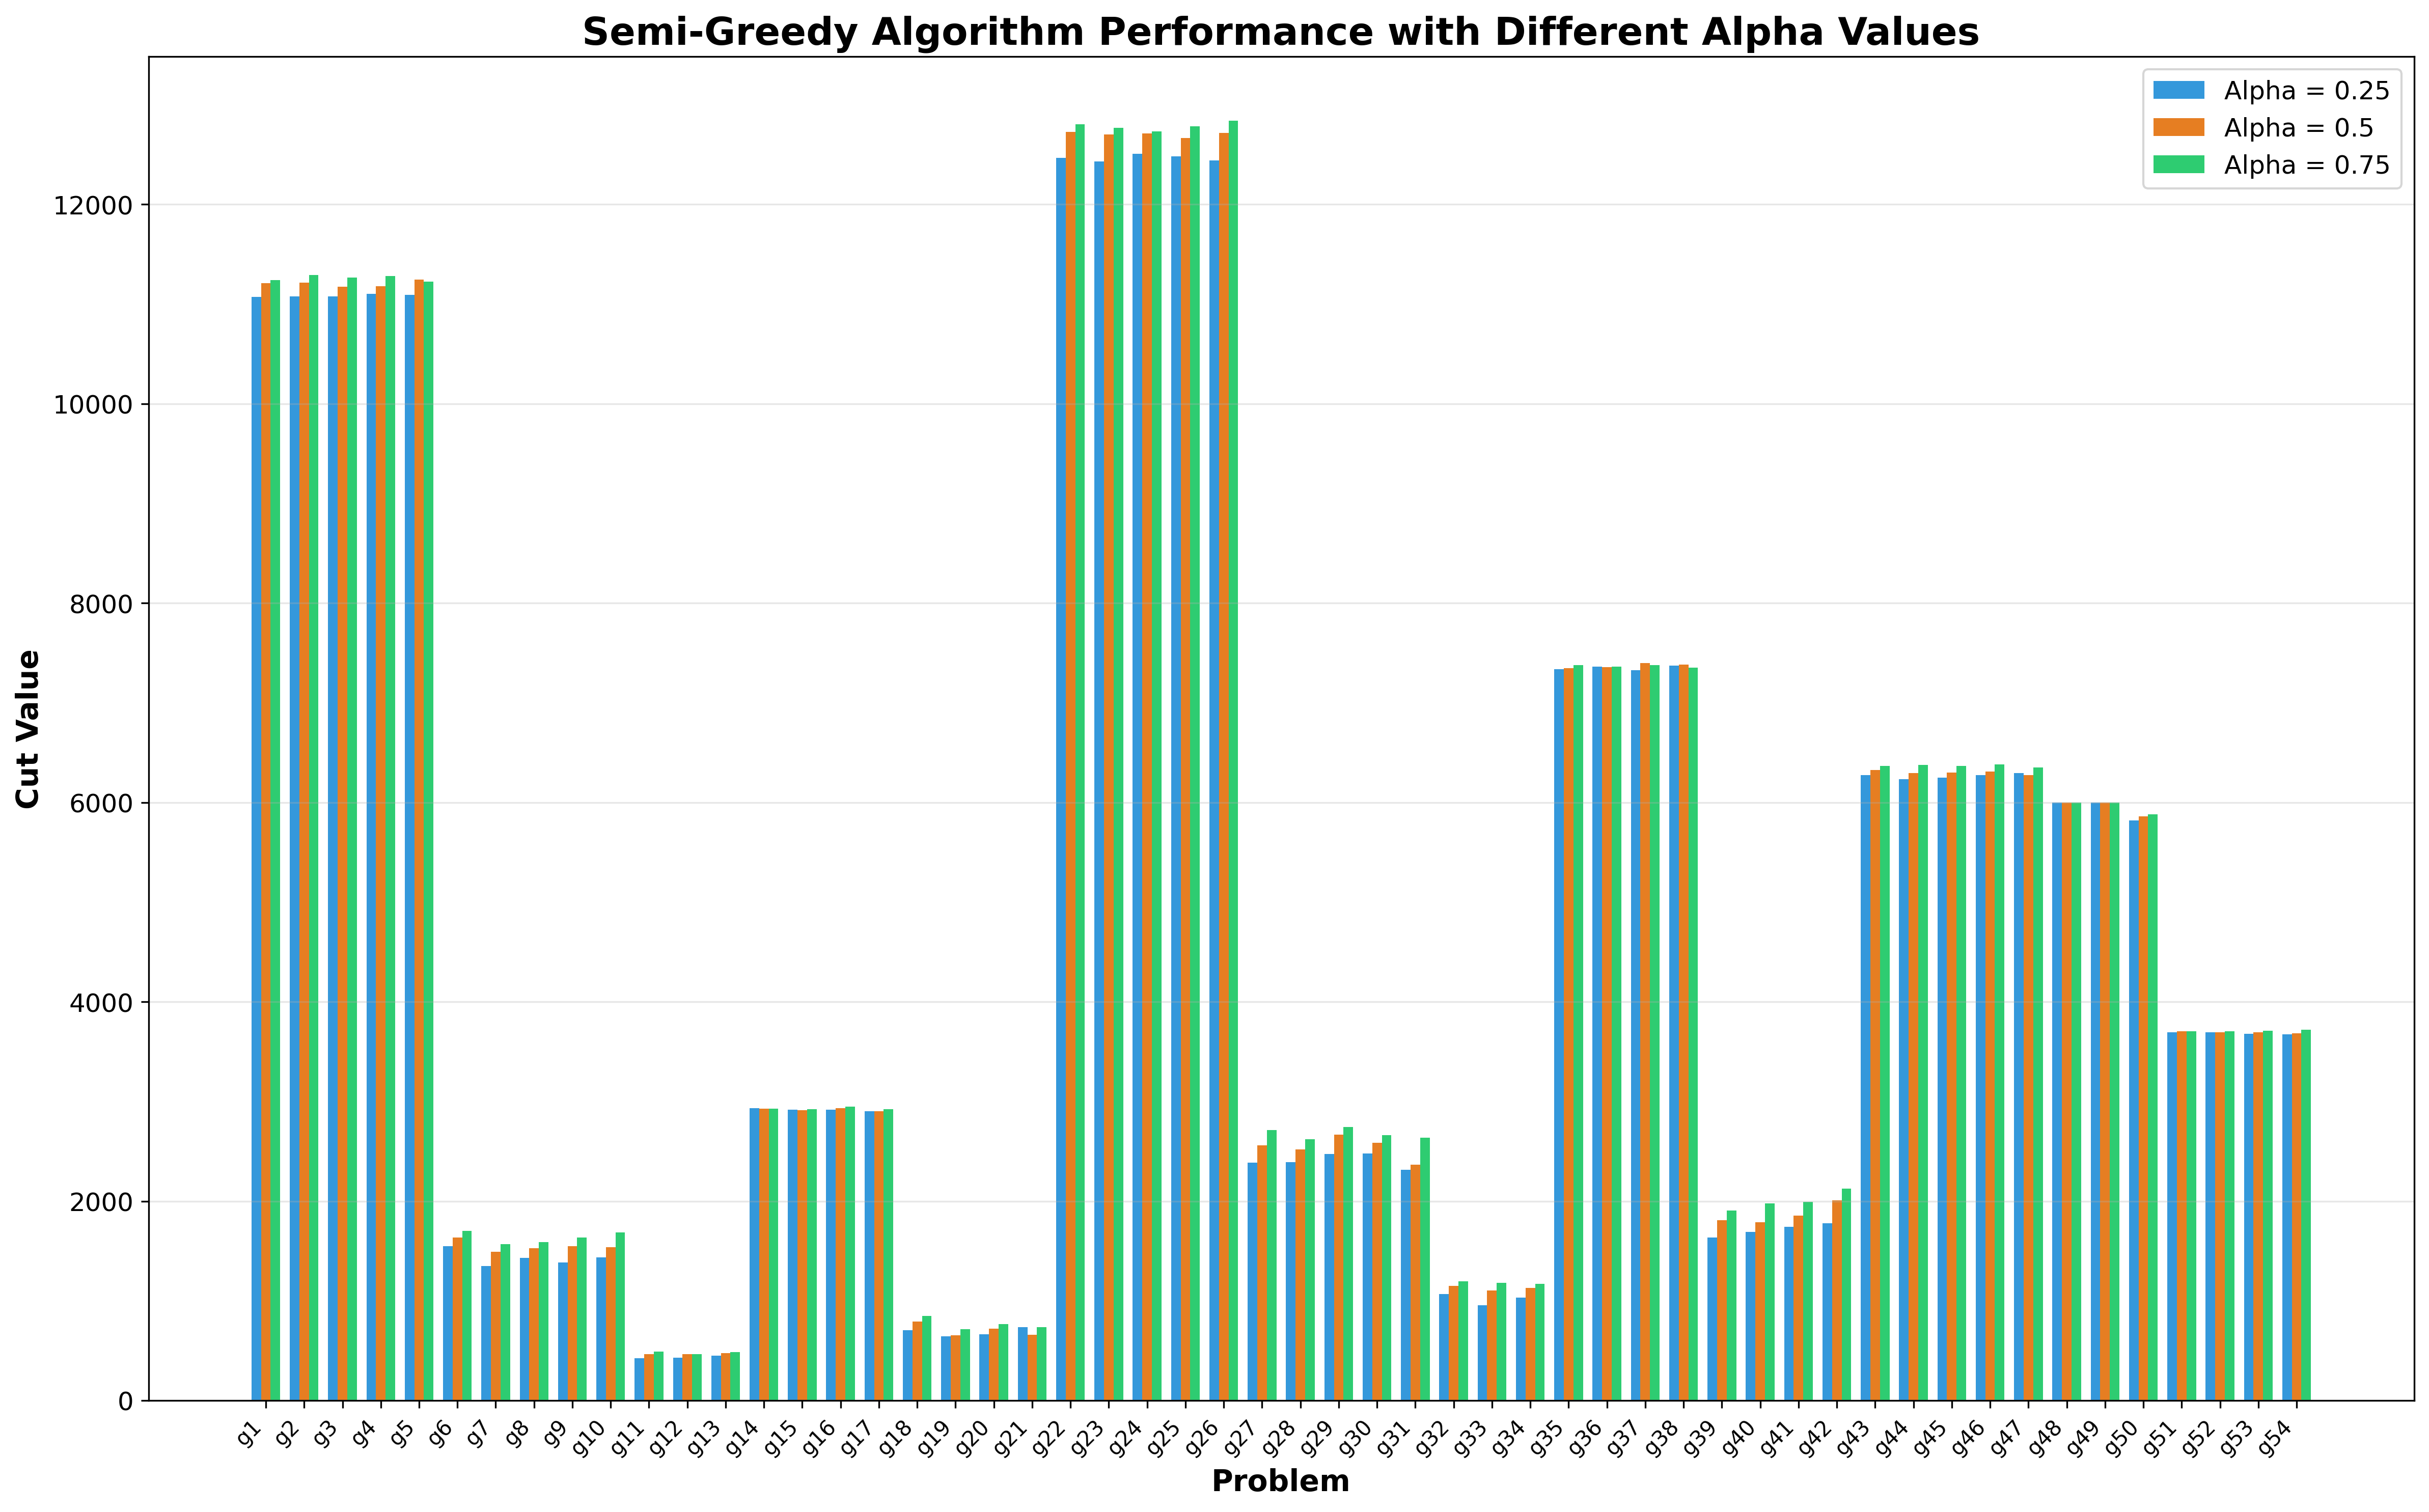 Semi-Greedy Algorithm Performance with Different Alpha Values
Alpha = 0.25
Alpha = 0.5
Alpha = 0.75
Cut Value
12000
10000
8000
6000
4000
2000
0
g1 g2 g3 g4 g5 g6 g7 g8 g9 g10 g11 g12 g13 g14 g15 g16 g17 g18 g19 g20 g21 g22 g23 g24 g25 g26 g27 g28 g29 g30 g31 g32 g33 g34 g35 g36 g37 g38 g39 g40 g41 g42 g43 g44 g45 g46 g47 g48 g49 g50 g51 g52 g53 g54
Problem